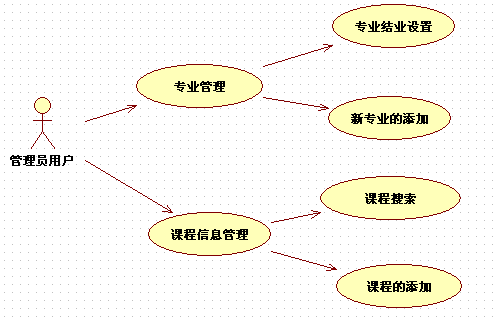 专业结业设置
专业管理
新专业的添加
管理员用户
课程搜索
课程信息管理
课程的添加